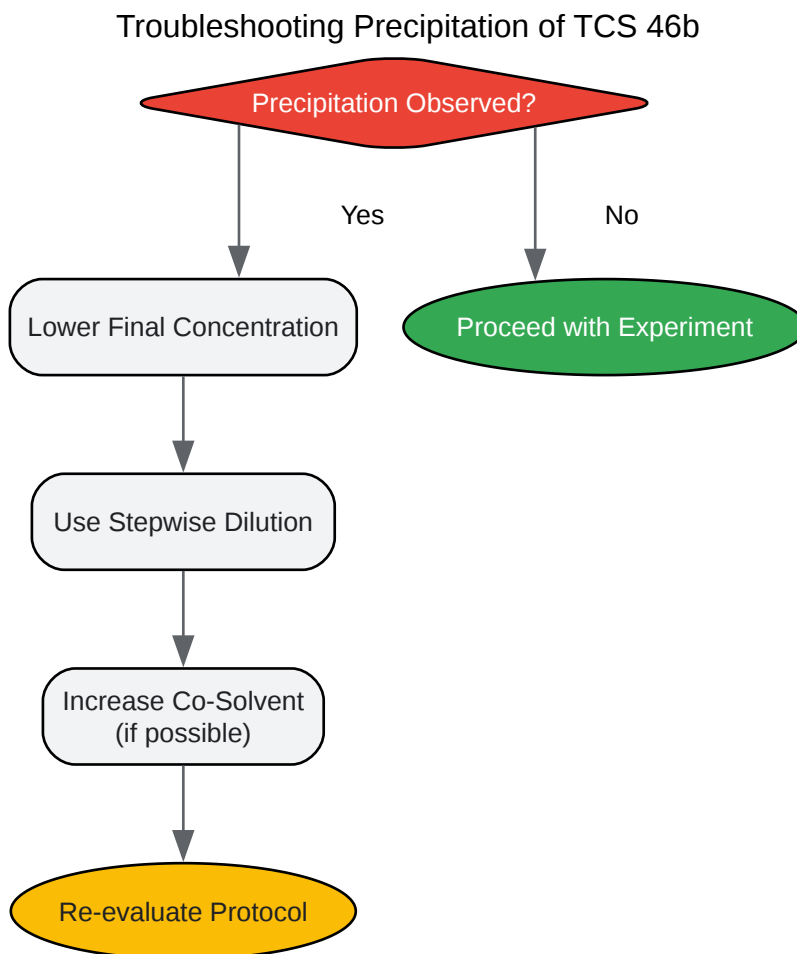 Troubleshooting Precipitation of TCS 46b
Precipitation Observed?
Yes
No
Lower Final Concentration
Proceed with Experiment
Use Stepwise Dilution
Increase Co-Solvent
(if possible)
Re-evaluate Protocol